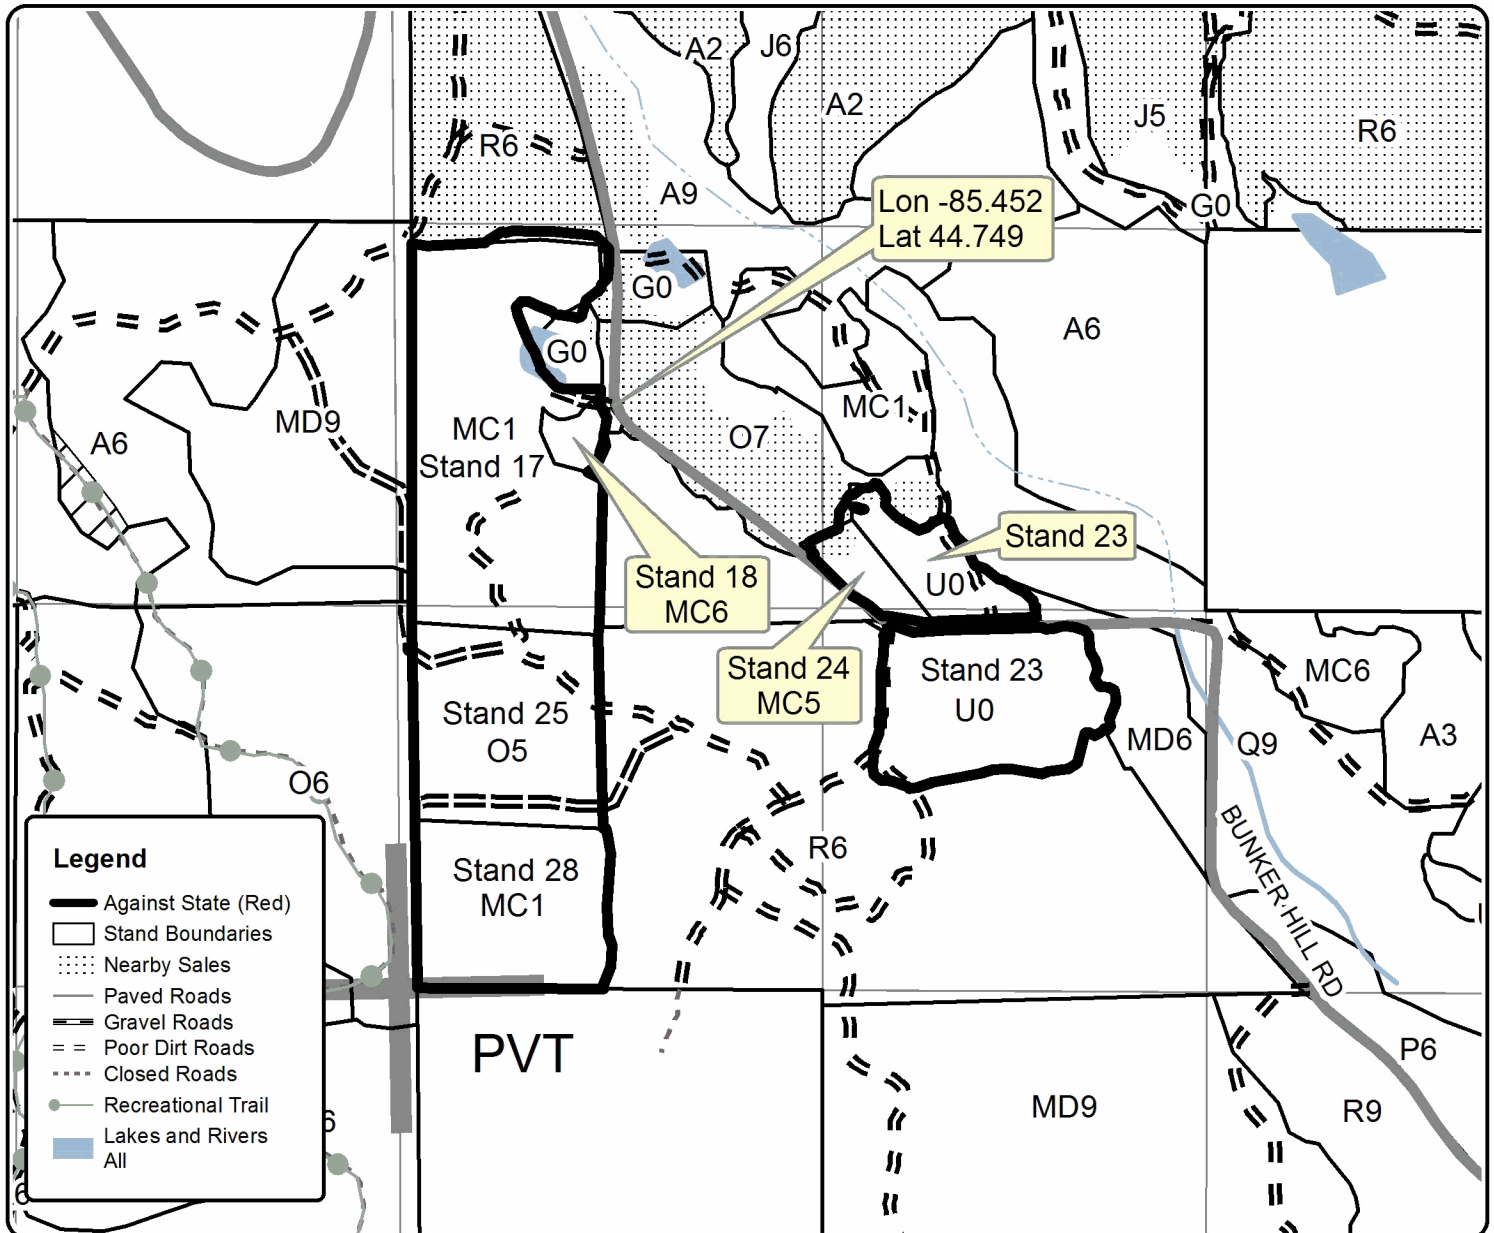 A2
J6
A2
J5
R6
R6
A9
G0
Lon -85.452
Lat 44.749
G0
A6
G0
MC1
MD9
A6
MC1
Stand 17
O7
Stand 23
Stand 18
MC6
U0
Stand 24
MC5
Stand 23
U0
MC6
Stand 25
O5
MD6
Q9
A3
O6
BUNKER HILL RD
R6
Stand 28
MC1
Legend
Against State (Red)
Stand Boundaries
Nearby Sales
Paved Roads
Gravel Roads
Poor Dirt Roads
Closed Roads
Recreational Trail
Lakes and Rivers
All
PVT
P6
MD9
R9
6
6